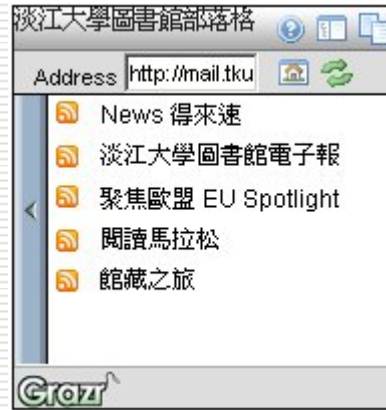 淡江大學圖書館部落格
Address http://mail.tku
News 得來速
淡江大學圖書館電子報
聚焦歐盟 EU Spotlight
閱讀馬拉松
館藏之旅
Grazr